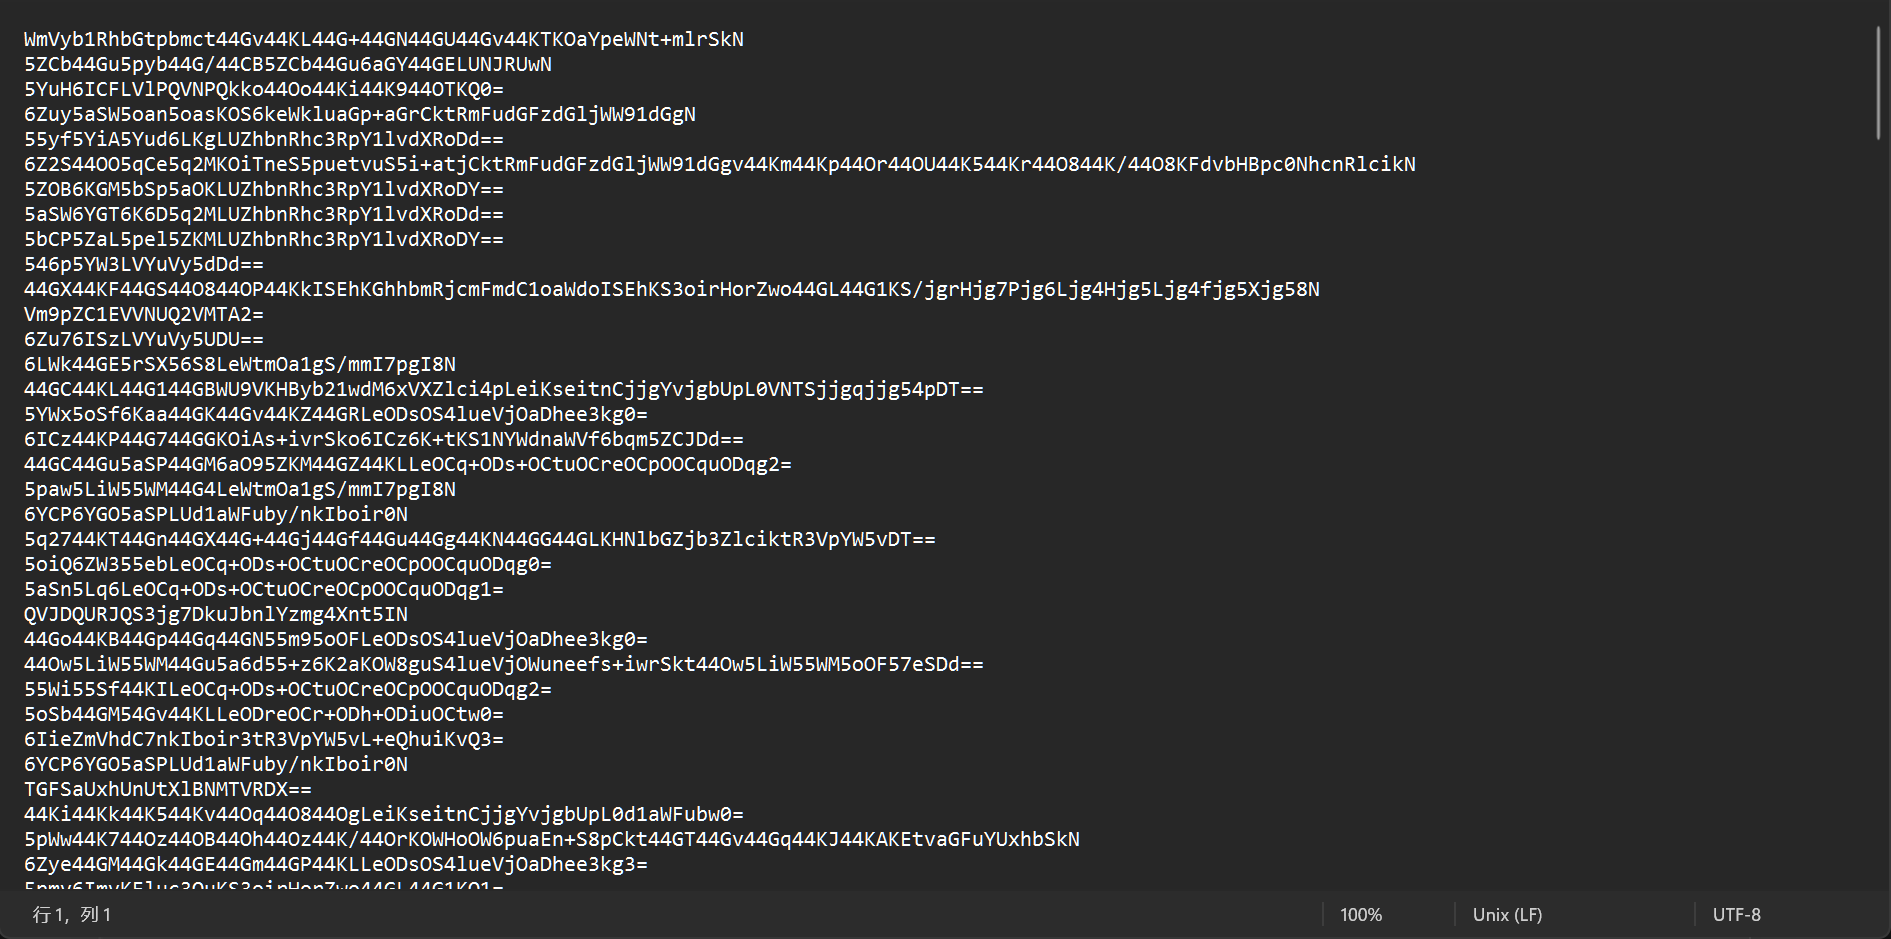 WmVyb1RhbGtpbmct44Gv44KL44G+44GN44GU44Gv44KTKOaYpeWNt+mlrSkN
5ZCb44Gu5pyb44G/44CB5ZCb44Gu6aGY44GELUNJRUwN
5YuH6ICFLVlPQVNPQkko44Oo44Ki44K944OTKQ0=
6Zuy5aSW5oan5oasKOS6keWkluaGp+aGrCktRmFudGFzdGljWW91dGgN
55yf5YiA5Yud6LKgLUZhbnRhc3RpY1lvdXRoDd==
6Z2S44OO5qCe5q2MKOiTneS5puetvuS5i+atjCktRmFudGFzdGljWW91dGgv44Km44Kp44Or44OU44K544Kr44O844K/44O8KFdvbHBpc0NhcnRlcikN
5ZOB6KGM5bSp5aOKLUZhbnRhc3RpY1lvdXRoDY==
5aSW6YGT6K6D5q2MLUZhbnRhc3RpY1lvdXRoDd==
5bCP5ZaL5pel5ZKMLUZhbnRhc3RpY1lvdXRoDY==
546p5YW3LVYuVy5dDd==
44GX44KF44GS44O844OP44KkISEhKGhhbmRjcmFmdC1oaWdoISEhKS3oirHorZwo44GL44G1KS/jgrHjg7Pjg6Ljg4Hjg5Ljg4fjg5Xjg58N
Vm9pZC1EVVNUQ2VMTA2=
6Zu76ISzLVYuVy5UDU==
6LWk44GE5rSX56S8LeWtmOa1gS/mmI7pgI8N
44GC44KL44G144GBWU9VKHByb21wdM6xVXZlci4pLeiKseitnCjjgYvjgbUpL0VNTSjjgqjjg54pDT==
5YWx5oSf6Kaa44GK44Gv44KZ44GRLeODsOS4lueVjOaDhee3kg0=
6ICz44KP44G744GGKOiAs+ivrSko6ICz6K+tKS1NYWdnaWVf6bqm5ZCJDd==
44GC44Gu5aSP44GM6aO95ZKM44GZ44KLLeOCq+ODs+OCtuOCreOCpOOCquODqg2=
5paw5LiW55WM44G4LeWtmOa1gS/mmI7pgI8N
6YCP6YGO5aSPLUd1aWFuby/nkIboir0N
5q2744KT44Gn44GX44G+44Gj44Gf44Gu44Gg44KN44GG44GLKHNlbGZjb3ZlciktR3VpYW5vDT==
5oiQ6ZW355ebLeOCq+ODs+OCtuOCreOCpOOCquODqg0=
5aSn5Lq6LeOCq+ODs+OCtuOCreOCpOOCquODqg1=
QVJDQURJQS3jg7DkuJbnlYzmg4Xnt5IN
44Go44KB44Gp44Gq44GN55m95oOFLeODsOS4lueVjOaDhee3kg0=
44Ow5LiW55WM44Gu5a6d55+z6K2aKOW8guS4lueVjOWuneefs+iwrSkt44Ow5LiW55WM5oOF57eSDd==
55Wi55Sf44KILeOCq+ODs+OCtuOCreOCpOOCquODqg2=
5oSb44GM54Gv44KLLeODreOCr+ODh+ODiuOCtw0=
6IieZmVhdC7nkIboir3tR3VpYW5vL+eQhuiKvQ3=
6YCP6YGO5aSPLUd1aWFuby/nkIboir0N
TGFSaUxhUnUtXlBNMTVRDX==
44Ki44Kk44K544Kv44Oq44O844OgLeiKseitnCjjgYvjgbUpL0d1aWFubw0=
5pWw44K744Oz44OB44Oh44Oz44K/44OrKOWHoOW6puaEn+S8pCkt44GT44Gv44Gq44KJ44KAKEtvaGFuYUxhbSkN
6Zye44GM44Gk44GE44Gm44GP44KLLeODsOS4lueVjOaDhee3kg3=
行 1, 列 1
100%
Unix (LF)
UTF-8